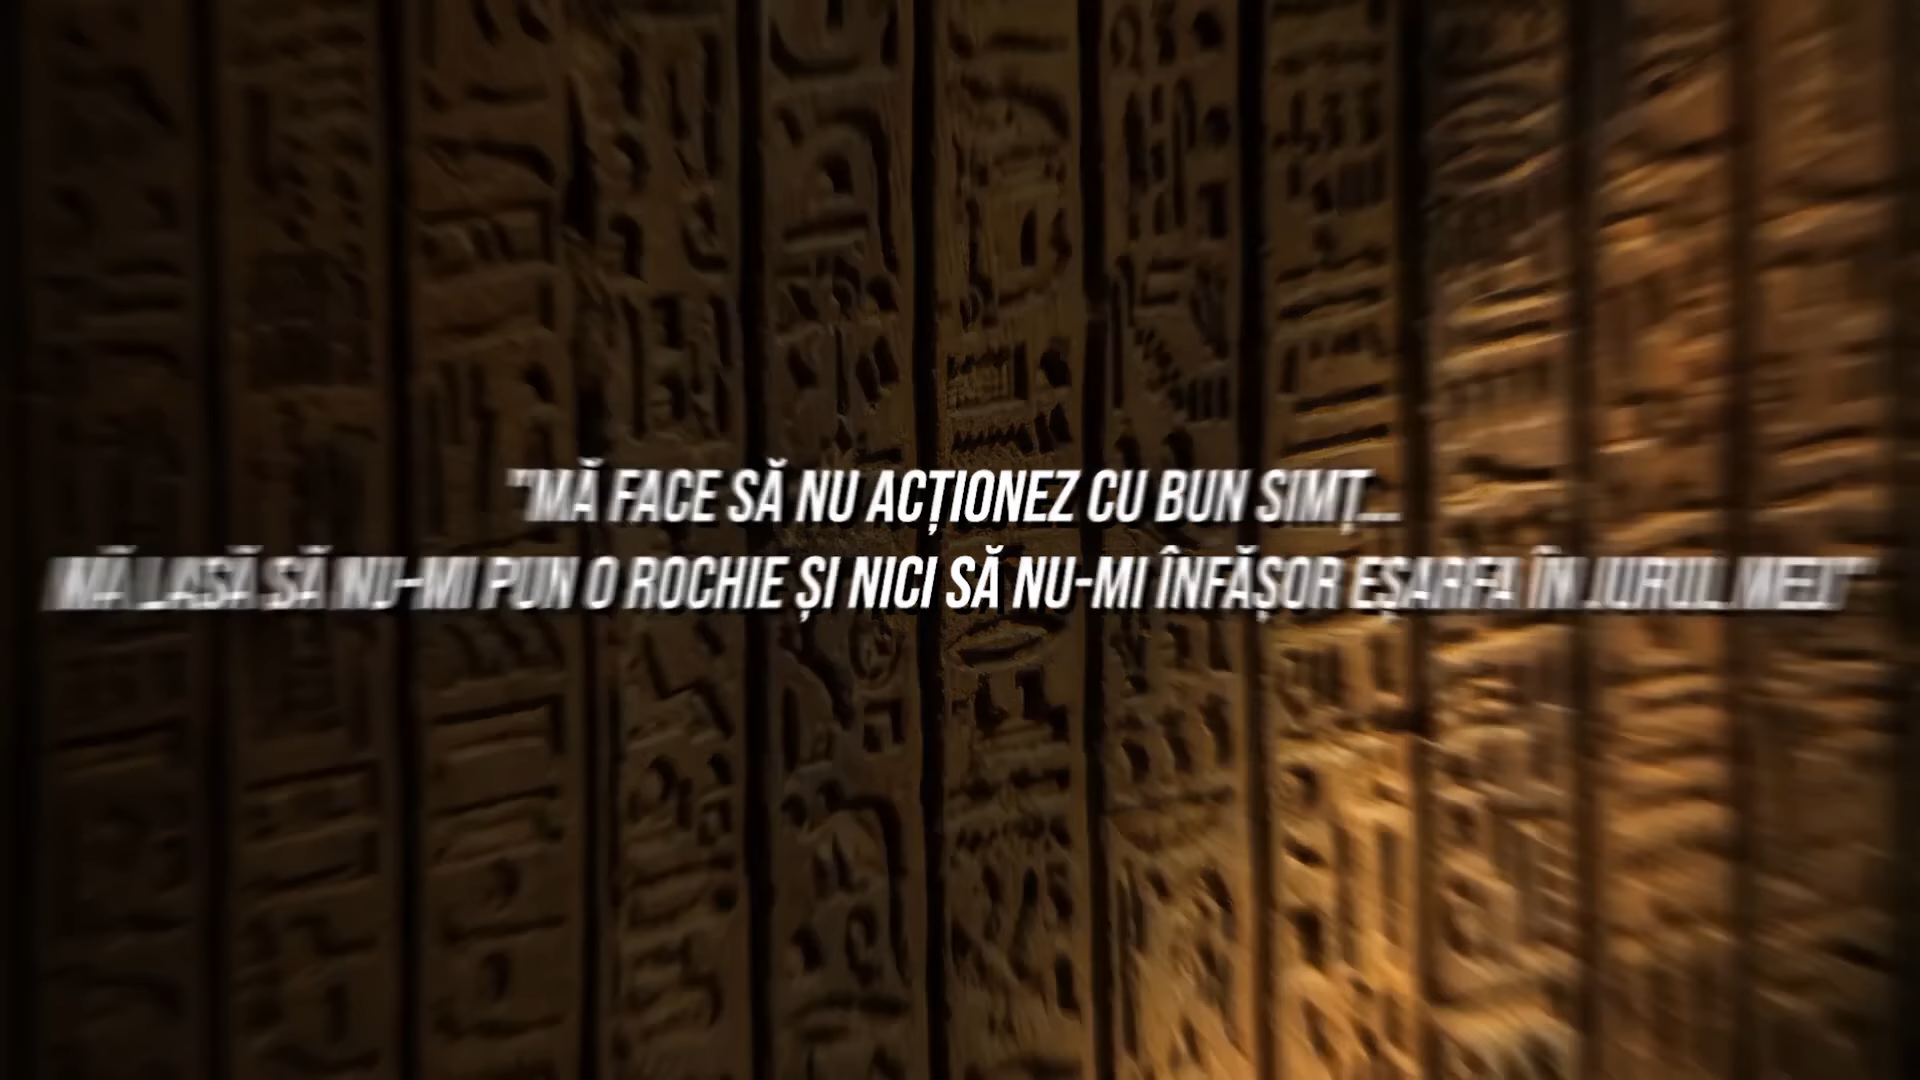 "MĂ FACE SĂ NU ACȚIONEZ CU BUN SIMȚ...
MĂ LASĂ SĂ NU-MI PUN O ROCHIE ȘI NICI SĂ NU-MI ÎNFĂȘOR EȘARFA ÎN JURUL MEU"